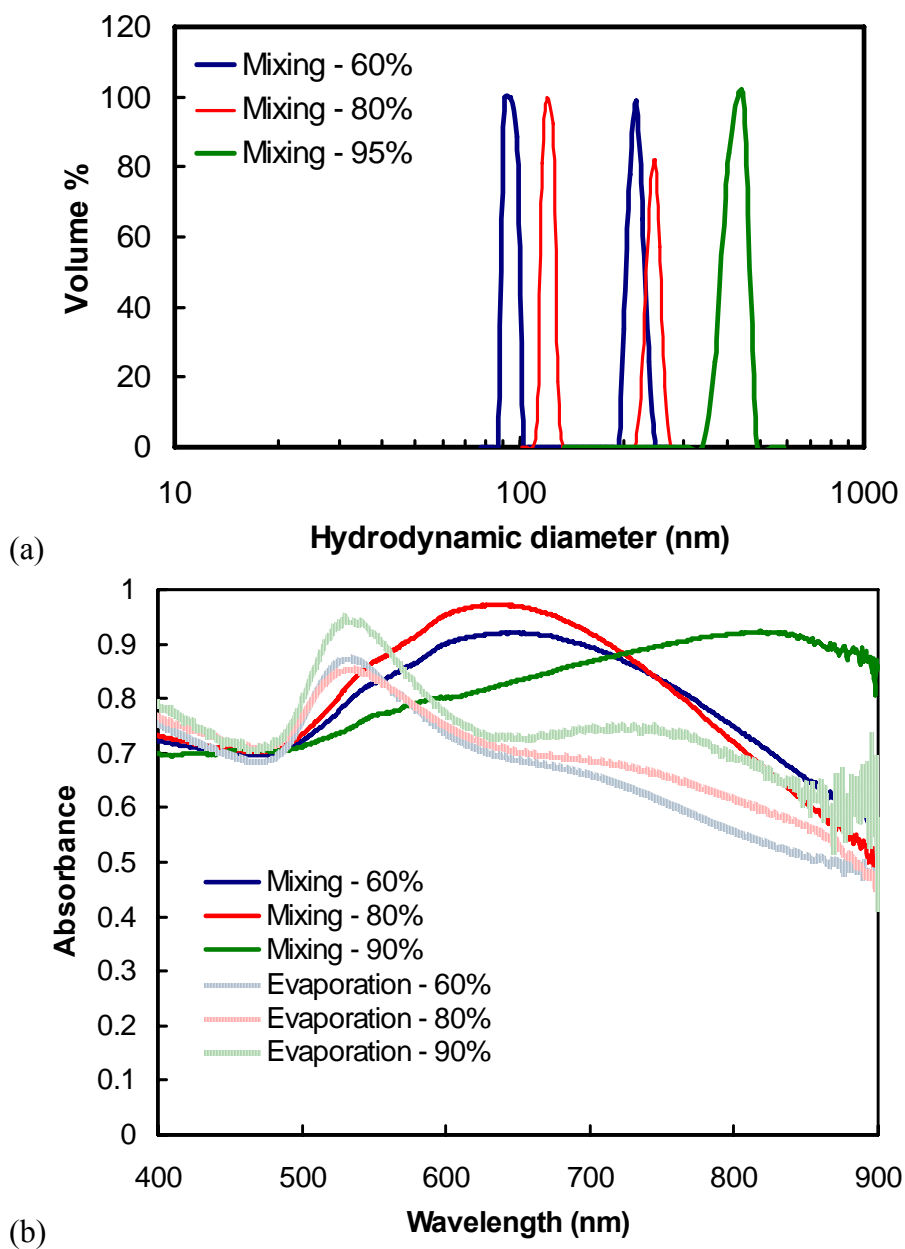 120
100
80
60
40
20
0
Volume %
Mixing - 60%
Mixing - 80%
Mixing - 95%
10
100
1000
Hydrodynamic diameter (nm)
(a)
1
0.9
0.8
0.7
0.6
0.5
0.4
0.3
0.2
0.1
0
Absorbance
Mixing - 60%
Mixing - 80%
Mixing - 90%
Evaporation - 60%
Evaporation - 80%
Evaporation - 90%
400
500
600
700
800
900
Wavelength (nm)
(b)